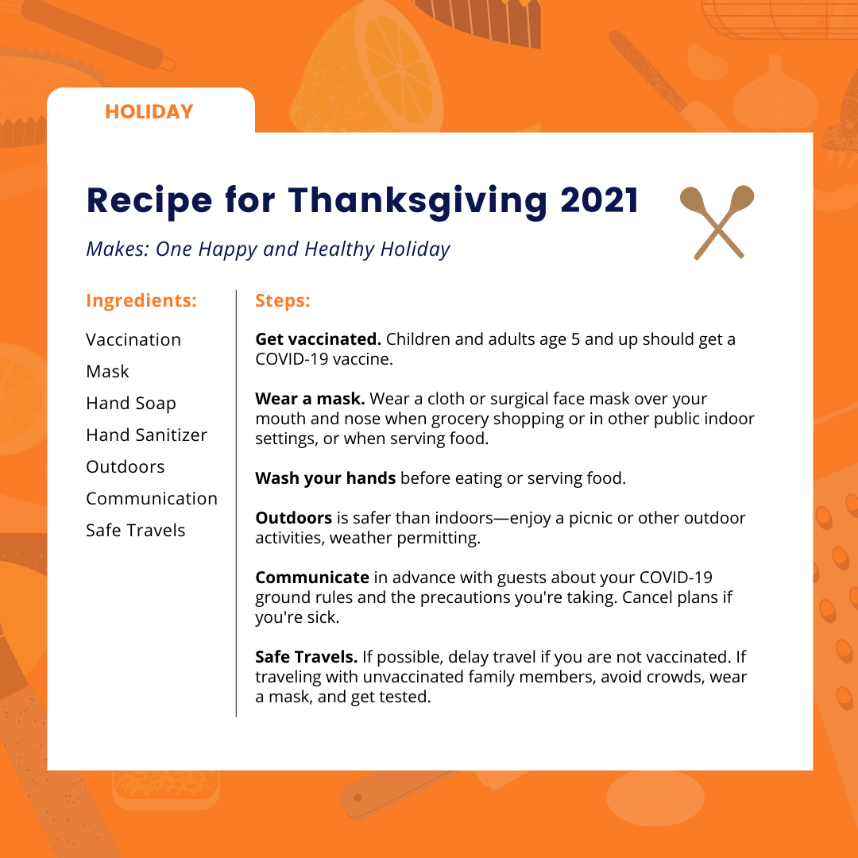 HOLIDAY
Recipe for Thanksgiving 2021
Makes: One Happy and Healthy Holiday
Ingredients:
Vaccination
Mask
Hand Soap
Hand Sanitizer
Outdoors
Communication
Safe Travels
Steps:
Get vaccinated. Children and adults age 5 and up should get a
COVID-19 vaccine.
Wear a mask. Wear a cloth or surgical face mask over your
mouth and nose when grocery shopping or in other public indoor
settings, or when serving food.
Wash your hands before eating or serving food.
Outdoors is safer than indoors—enjoy a picnic or other outdoor
activities, weather permitting.
Communicate in advance with guests about your COVID-19
ground rules and the precautions you're taking. Cancel plans if
you're sick.
Safe Travels. If possible, delay travel if you are not vaccinated. If
traveling with unvaccinated family members, avoid crowds, wear
a mask, and get tested.